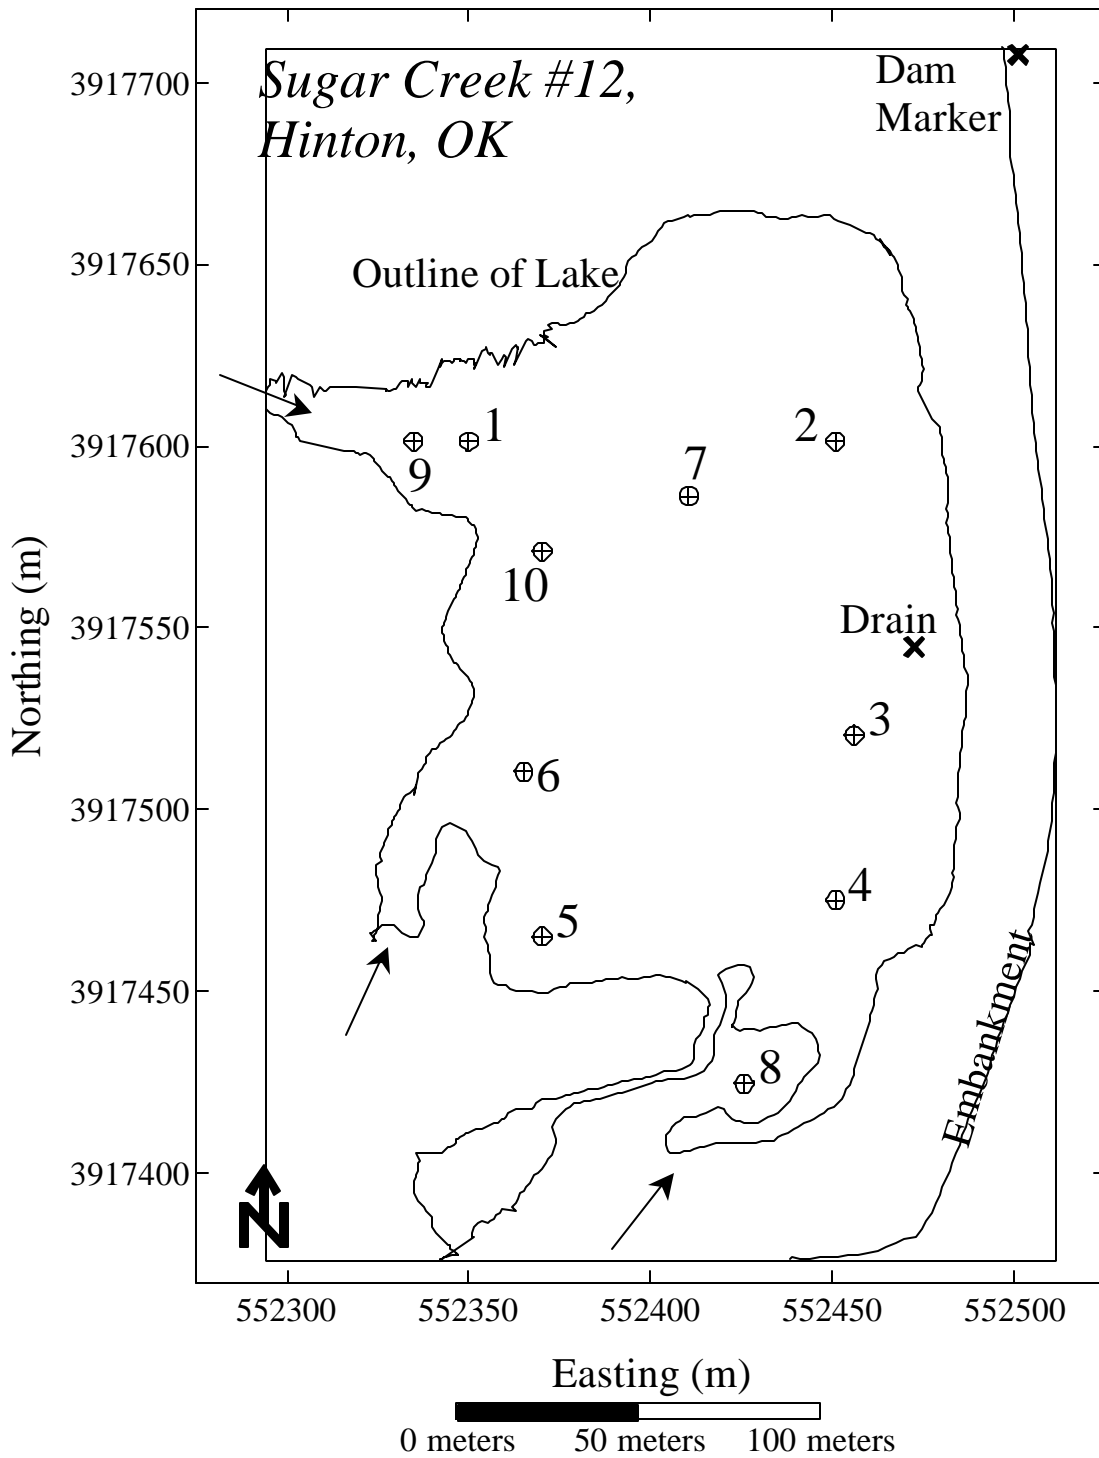 Sugar Creek #12,
Hinton, OK
Dam
Marker
Outline of Lake
1
2
9
7
10
Drain
3
6
4
5
8
Embankment
N
Northing (m)
3917700
3917650
3917600
3917550
3917500
3917450
3917400
552300 552350 552400 552450 552500
Easting (m)
0 meters 50 meters 100 meters